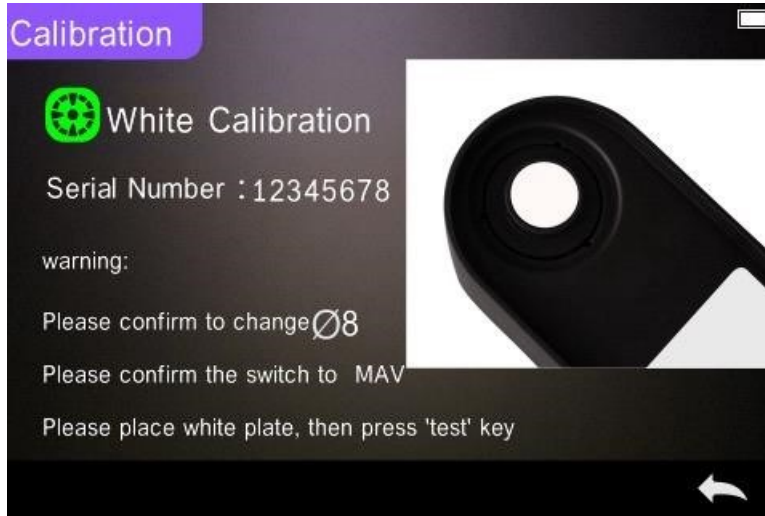 Calibration
White Calibration
Serial Number :12345678
warning:
Please confirm to change∅8
Please confirm the switch to MAV
Please place white plate, then press 'test' key